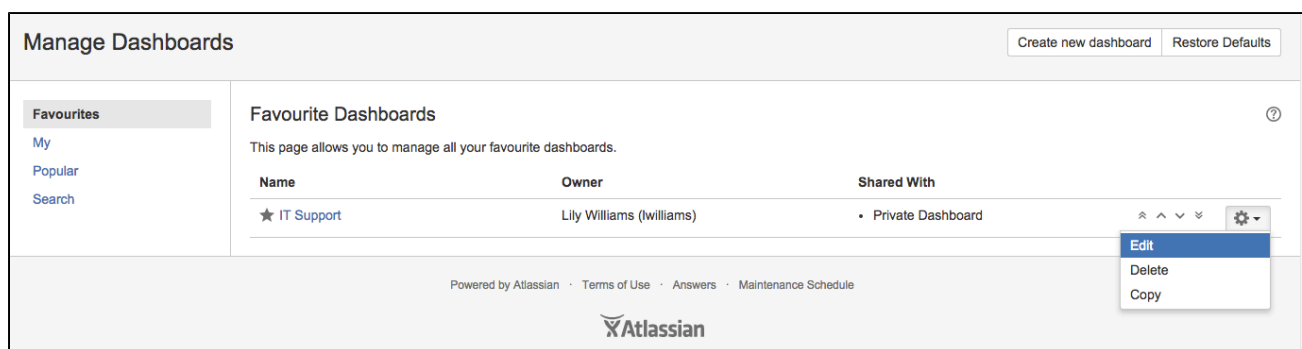 Manage Dashboards
Create new dashboard Restore Defaults
Favourites
My
Popular
Search
Favourite Dashboards
This page allows you to manage all your favourite dashboards.
Name Owner Shared With
IT Support Lily Williams (lwilliams) • Private Dashboard
Edit
Delete
Copy
Powered by Atlassian · Terms of Use · Answers · Maintenance Schedule
Atlassian